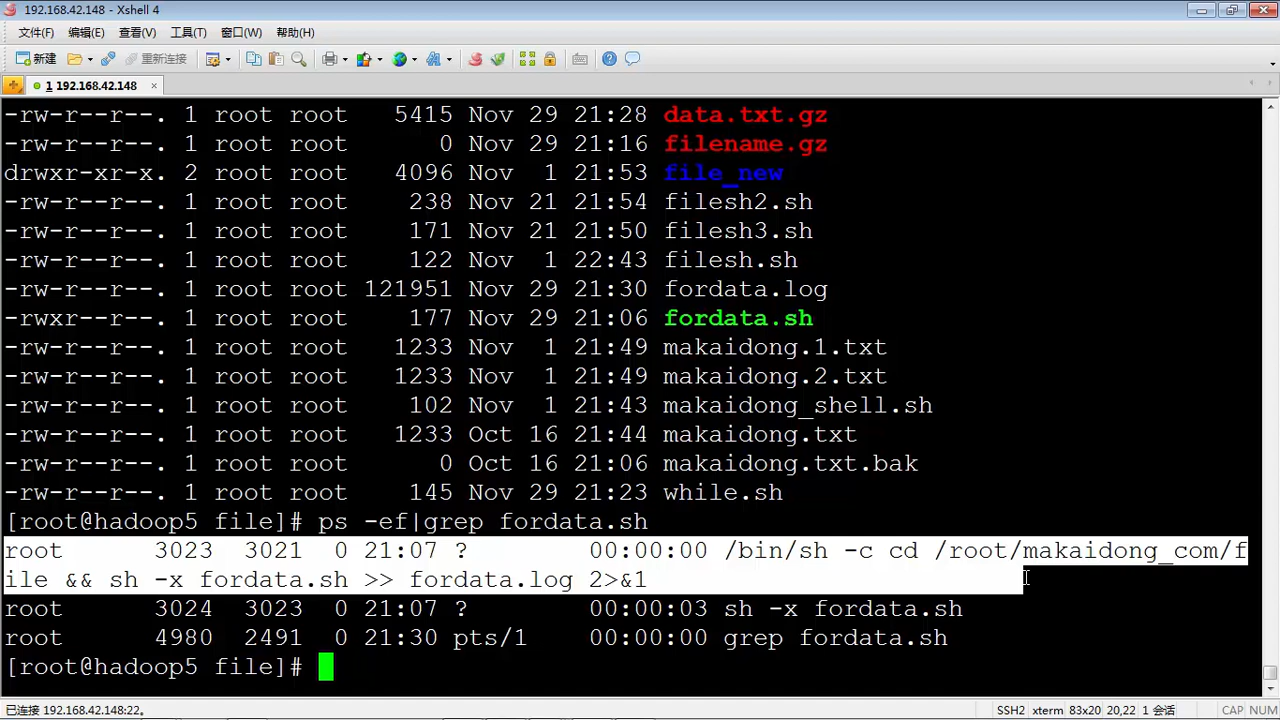 192.168.42.148 - Xshell 4
文件(F) 编辑(E) 查看(V) 工具(T) 窗口(W) 帮助(H)
新建 重新连接
1 192.168.42.148
-rw-r--r--. 1 root root 5415 Nov 29 21:28 data.txt.gz
-rw-r--r--. 1 root root 0 Nov 29 21:16 filename.gz
drwxr-xr-x. 2 root root 4096 Nov 1 21:53 file_new
-rw-r--r--. 1 root root 238 Nov 21 21:54 filesh2.sh
-rw-r--r--. 1 root root 171 Nov 21 21:50 filesh3.sh
-rw-r--r--. 1 root root 122 Nov 1 22:43 filesh.sh
-rw-r--r--. 1 root root 121951 Nov 29 21:30 fordata.log
-rwxr--r--. 1 root root 177 Nov 29 21:06 fordata.sh
-rw-r--r--. 1 root root 1233 Nov 1 21:49 makaidong.1.txt
-rw-r--r--. 1 root root 1233 Nov 1 21:49 makaidong.2.txt
-rw-r--r--. 1 root root 102 Nov 1 21:43 makaidong_shell.sh
-rw-r--r--. 1 root root 1233 Oct 16 21:44 makaidong.txt
-rw-r--r--. 1 root root 0 Oct 16 21:06 makaidong.txt.bak
-rw-r--r--. 1 root root 145 Nov 29 21:23 while.sh
[root@hadoop5 file]# ps -ef|grep fordata.sh
root 3023 3021 0 21:07 ? 00:00:00 /bin/sh -c cd /root/makaidong_com/f
ile && sh -x fordata.sh >> fordata.log 2>&1
root 3024 3023 0 21:07 ? 00:00:03 sh -x fordata.sh
root 4980 2491 0 21:30 pts/1 00:00:00 grep fordata.sh
[root@hadoop5 file]#
已连接 192.168.42.148:22。 SSH2 xterm 83x20 20,22 1 会话 CAP NUM